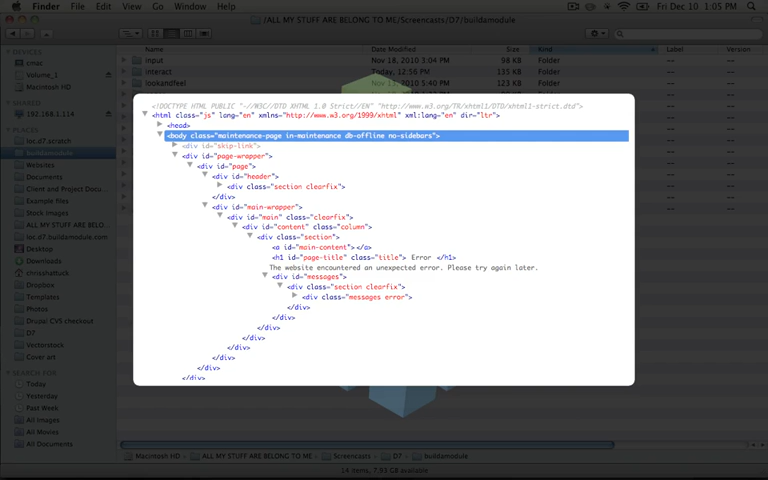 Finder File Edit View Go Window Help Fri Dec 10 1:05 PM
/ALL MY STUFF ARE BELONG TO ME/Screencasts/D7/buildamodule
DEVICES
omac
Volume_1
Macintosh HD
SHARED
192.168.1.114
PLACES
loc.d7.scratch
buildamodule
Websites
Documents
Client and Project Docu...
Example files
Stock Images
ALL MY STUFF ARE BELO...
loc.d7.buildamodule.com
Desktop
Downloads
chrisshattuck
Dropbox
Templates
Photos
Drupal CVS checkout
D7
Vectorstock
Cover art
SEARCH FOR
Today
Yesterday
Past Week
All Images
All Movies
All Documents
Name Date Modified Size Kind Label Version
input Nov 18, 2010 3:04 PM 98 KB Folder
interact Today, 12:56 PM 415 KB Folder
lookandfeel 123 KB Folder
<!DOCTYPE HTML PUBLIC "-//W3C//DTD XHTML 1.0 Strict//EN" "http://www.w3.org/TR/xhtml1/DTD/xhtml1-strict.dtd">
<html class="js" lang="en" xmlns="http://www.w3.org/1999/xhtml" xml:lang="en" dir="ltr">
<head>
<body class="maintenance-page in-maintenance db-offline no-sidebars">
<div id="skip-link">
<div id="page-wrapper">
<div id="page">
<div id="header">
<div class="section clearfix">
</div>
<div id="main-wrapper">
<div id="main" class="clearfix">
<div id="content" class="column">
<div class="section">
<a id="main-content"></a>
<h1 id="page-title" class="title"> Error </h1>
The website encountered an unexpected error. Please try again later.
<div id="messages">
<div class="section clearfix">
<div class="messages error">
</div>
</div>
</div>
</div>
</div>
</div>
</div>
</div>
Macintosh HD ALL MY STUFF ARE BELONG TO ME Screencasts D7 buildamodule
14 items, 7.93 GB available